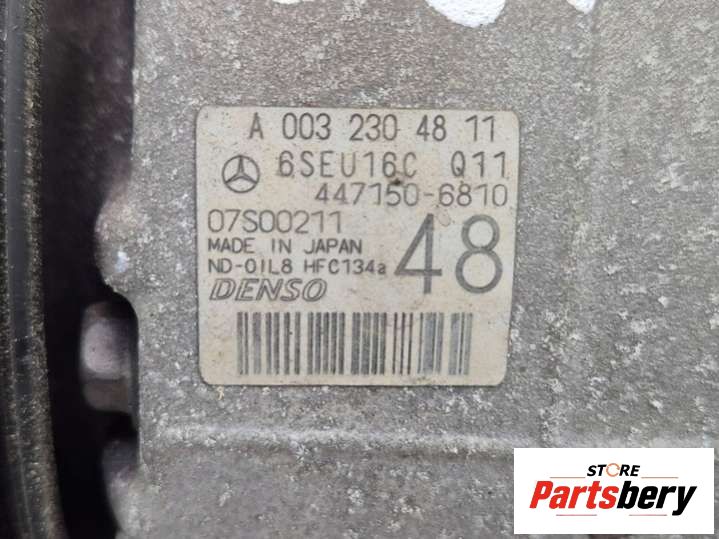 A 003 230 48 11
6SEU16C Q11
447150-6810
07S00211
MADE IN JAPAN
ND-OIL8 HFC134a
48
DENSO
STORE
Partsbery